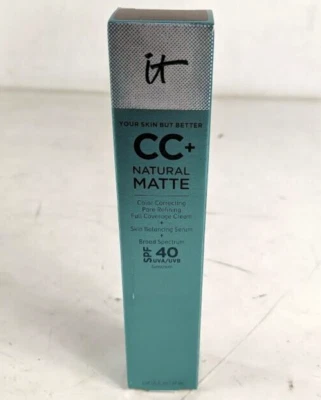 it
YOUR SKIN BUT BETTER
CC+
NATURAL
MATTE
Color Correcting
Pore-Refining
Full Coverage Cream
+
Skin Balancing Serum
+
Broad Spectrum
SPF 40
UVA/UVB
Sunscreen